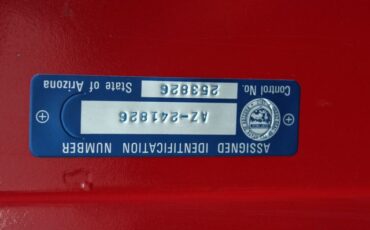 ASSIGNED IDENTIFICATION NUMBER
AZ-241826
Control No. 253826
State of Arizona